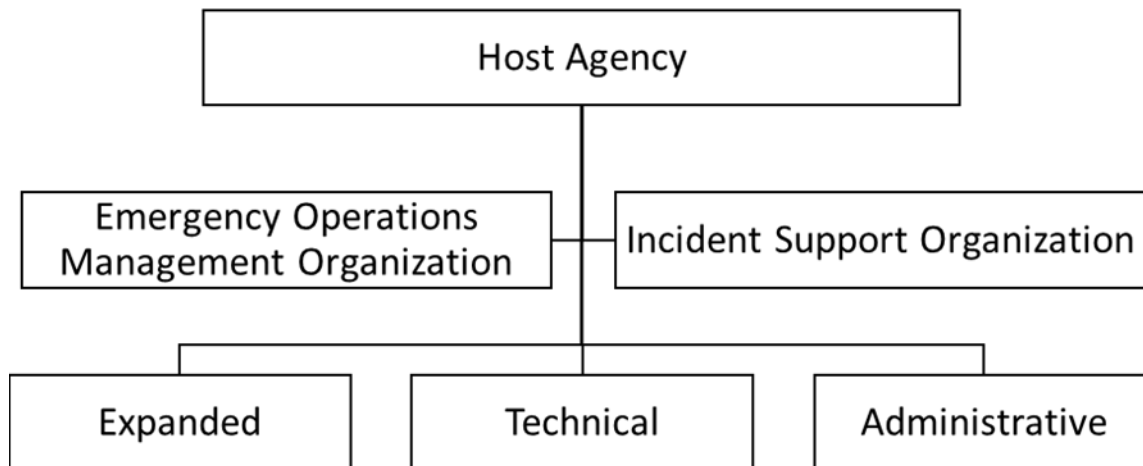 Host Agency
Emergency Operations
Management Organization
Incident Support Organization
Expanded
Technical
Administrative